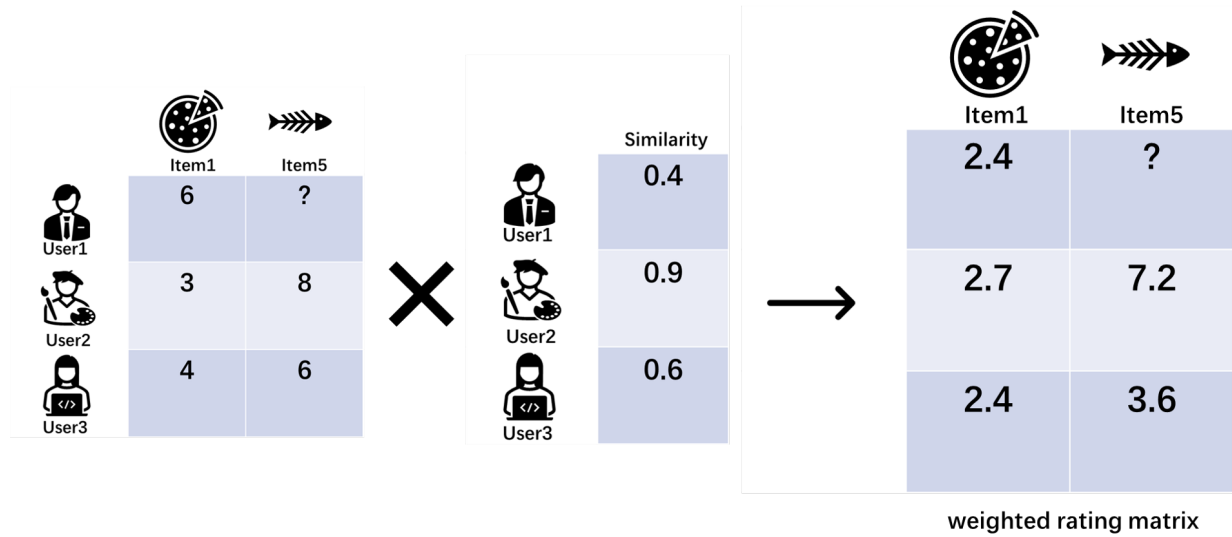 Item1 Item5
User1 6 ?
User2 3 8
User3 4 6
Similarity
User1 0.4
User2 0.9
User3 0.6
Item1 Item5
2.4 ?
2.7 7.2
2.4 3.6
weighted rating matrix